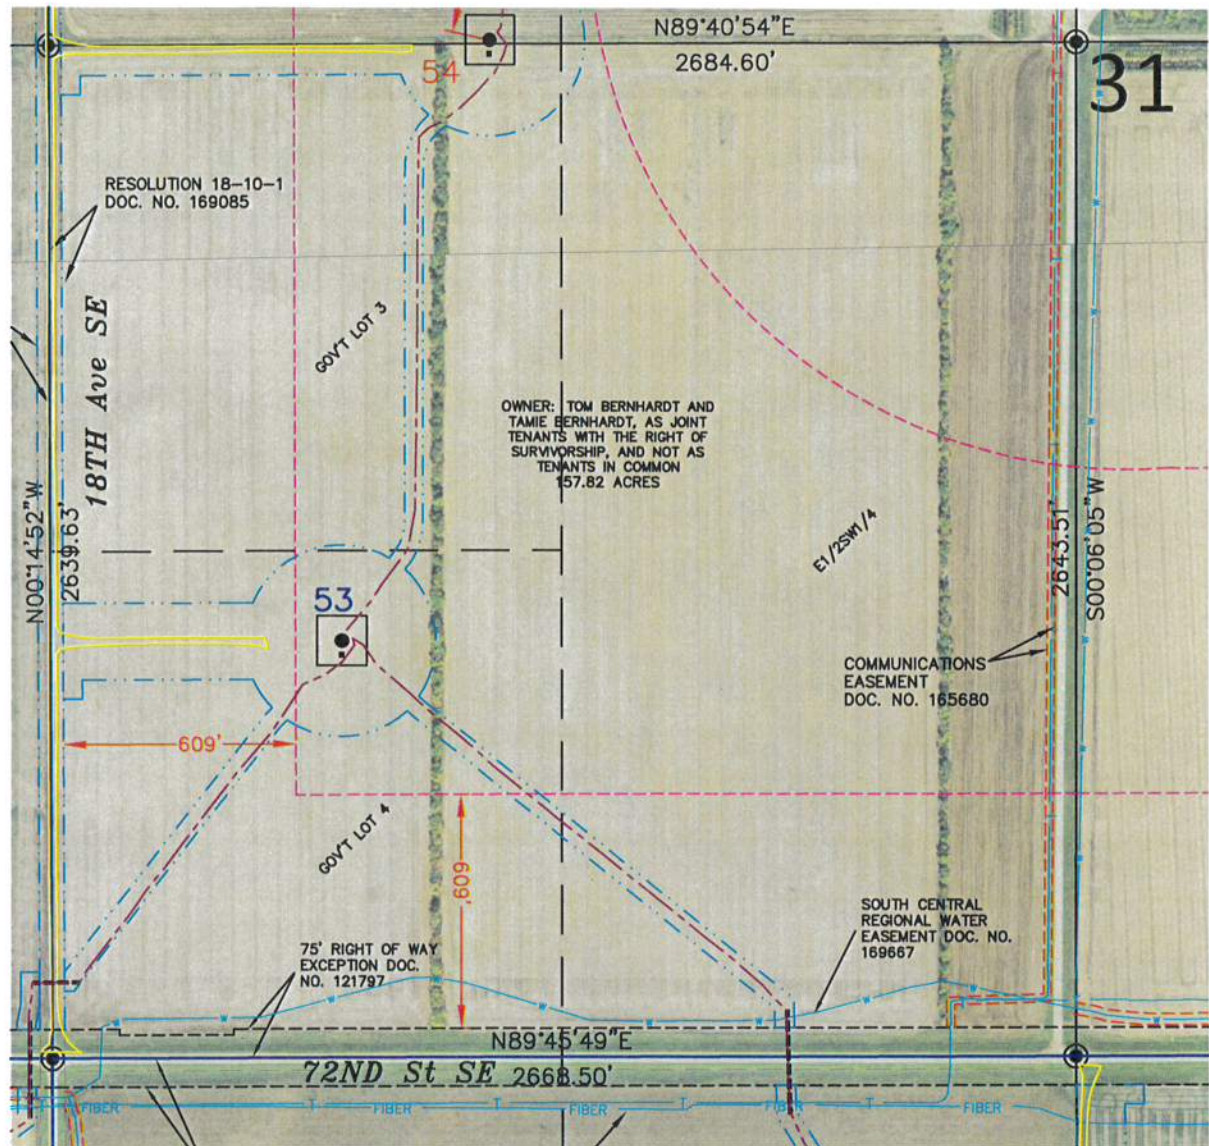 N89°40'54"E
2684.60'
31
54
RESOLUTION 18-10-1
DOC. NO. 169085
18TH Ave SE
N00°14'52"W
2639.63'
GOV'T LOT 3
OWNER: TOM BERNHARDT AND
TAMIE BERNHARDT, AS JOINT
TENANTS WITH THE RIGHT OF
SURVIVORSHIP, AND NOT AS
TENANTS IN COMMON
157.82 ACRES
E1/2SW1/4
2643.51'
S00°06'05"W
53
COMMUNICATIONS
EASEMENT
DOC. NO. 165680
609'
GOV'T LOT 4
609'
SOUTH CENTRAL
REGIONAL WATER
EASEMENT DOC. NO.
169667
75' RIGHT OF WAY
EXCEPTION DOC.
NO. 121797
W W W W W W W
N89°45'49"E
72ND St SE 2668.50'
FIBER T FIBER T FIBER T FIBER T FIBER